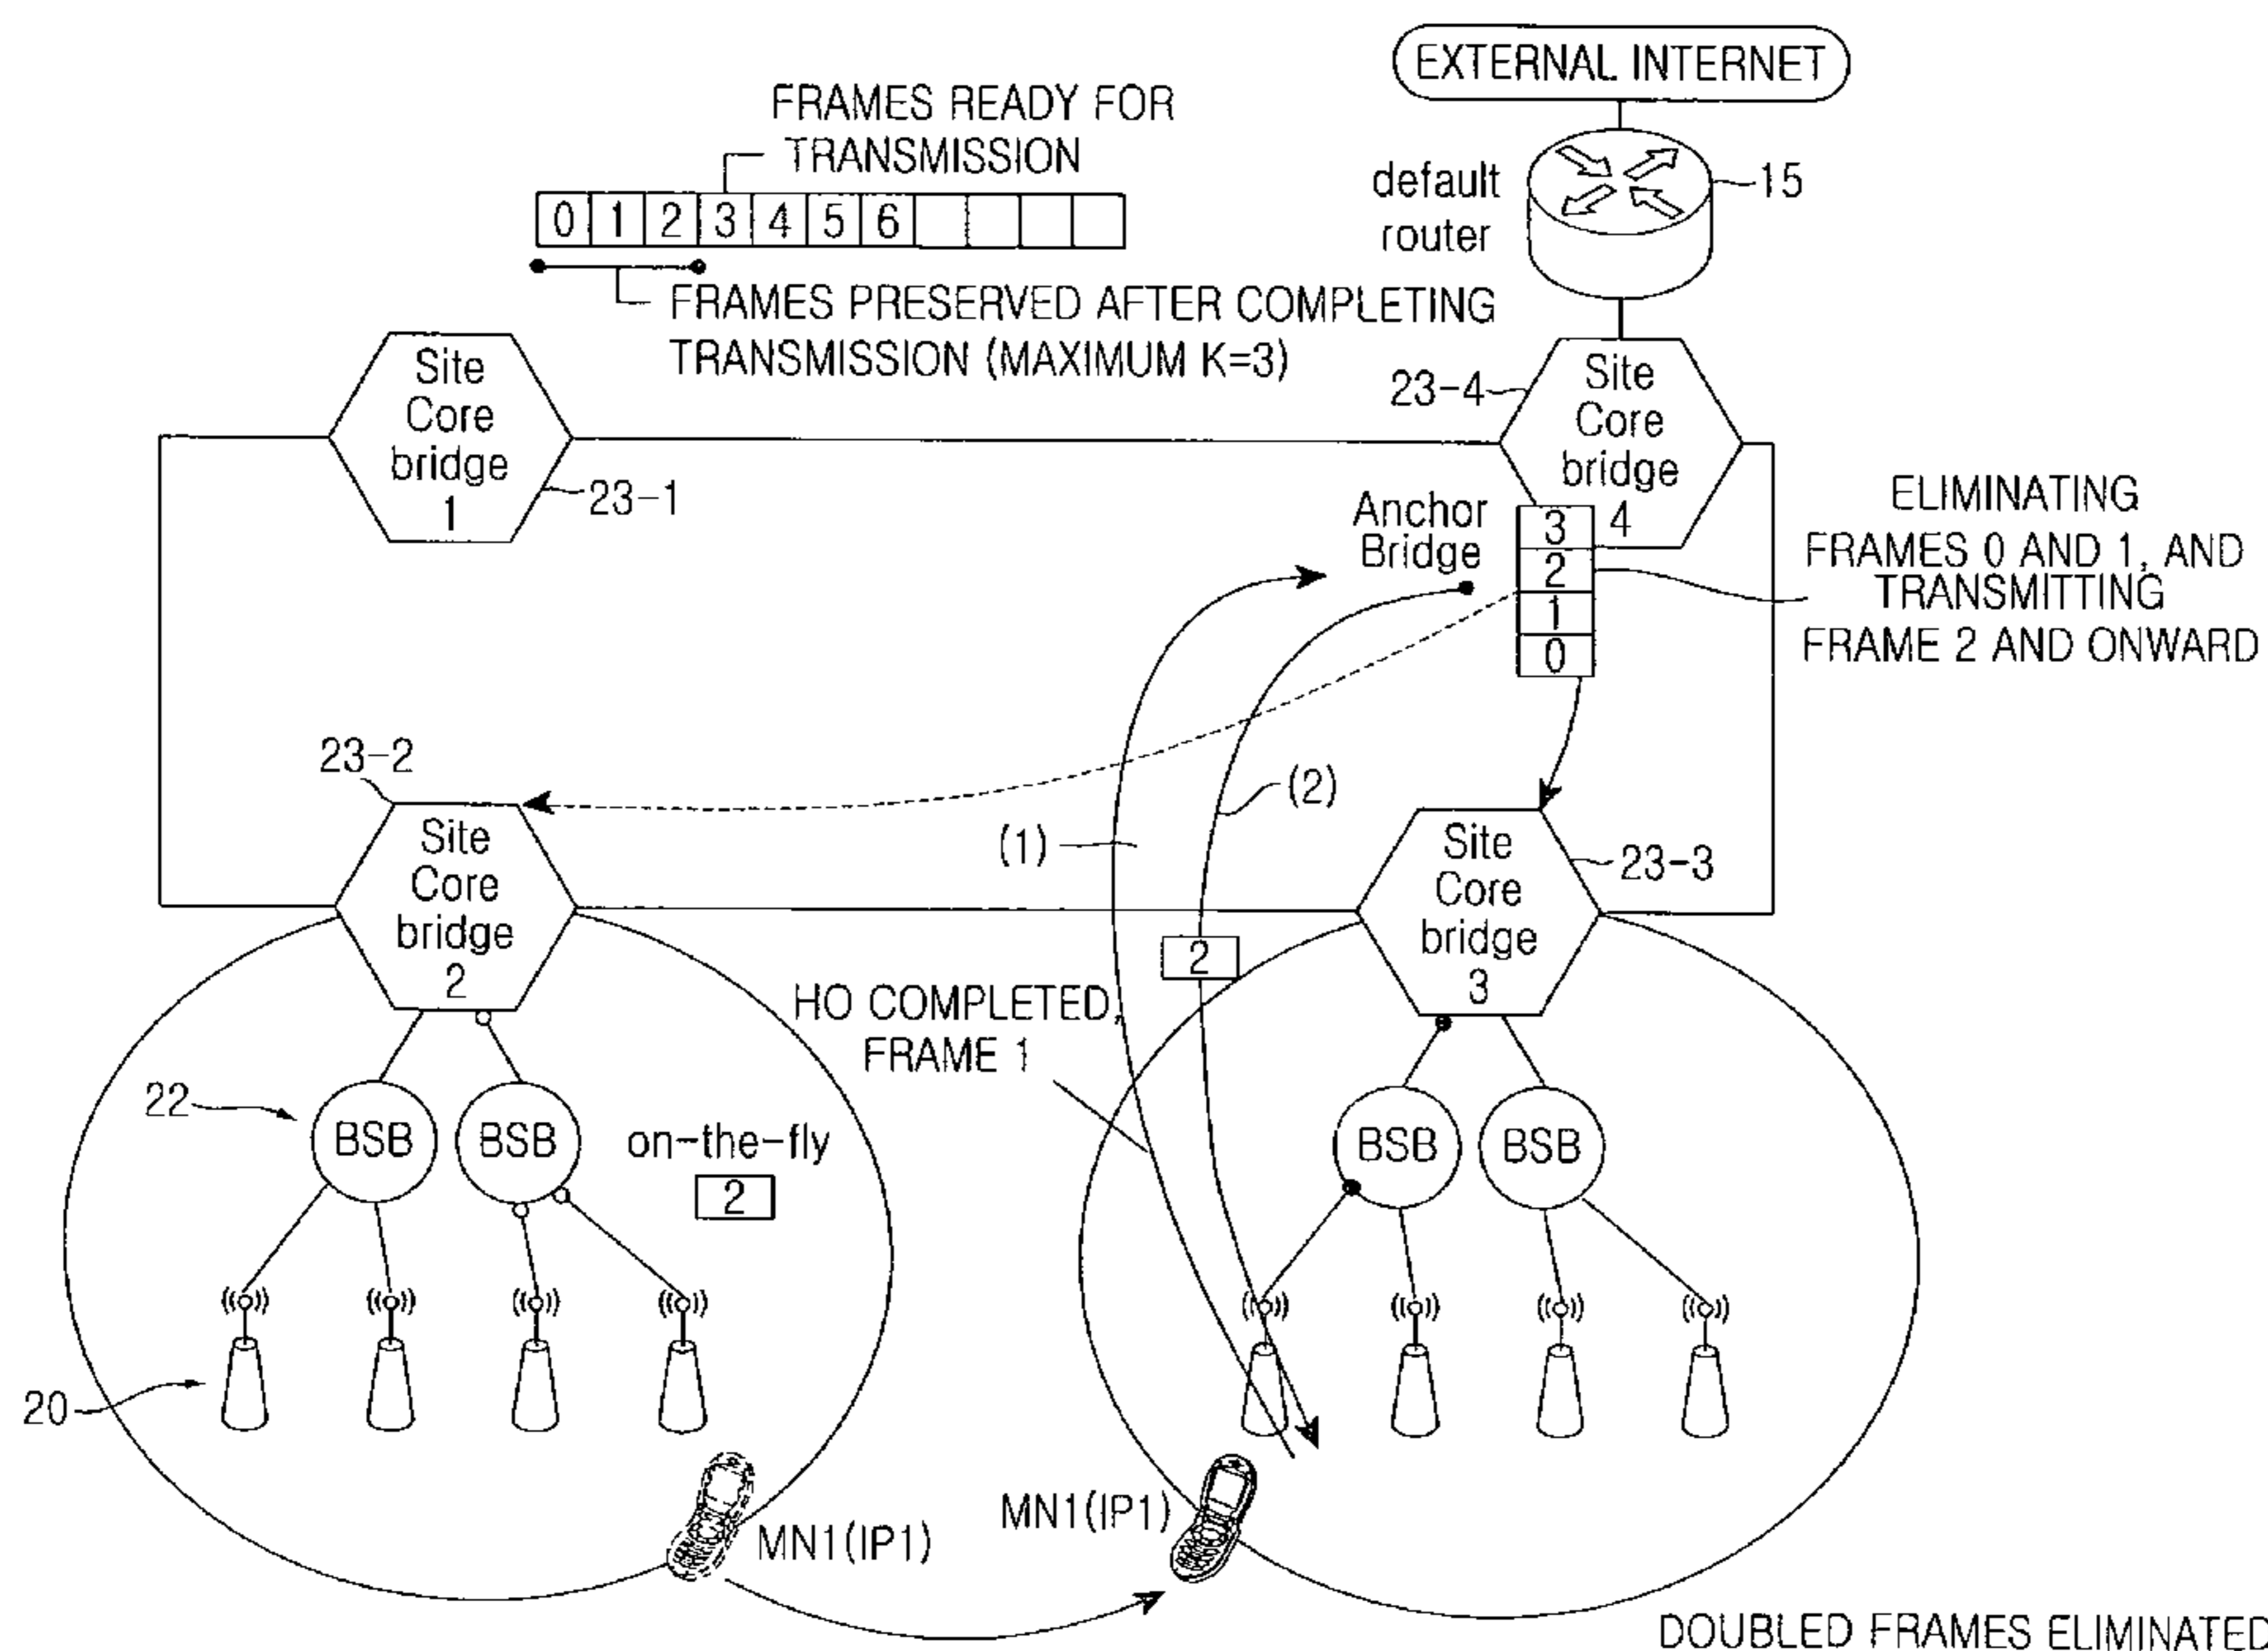 EXTERNAL INTERNET
FRAMES READY FOR
TRANSMISSION
default
router
15
0 1 2 3 4 5 6
FRAMES PRESERVED AFTER COMPLETING
TRANSMISSION (MAXIMUM K=3)
Site
Core
bridge
1
23-1
23-4
Site
Core
bridge
4
Anchor
Bridge
3
2
1
0
ELIMINATING
FRAMES 0 AND 1, AND
TRANSMITTING
FRAME 2 AND ONWARD
23-2
Site
Core
bridge
2
(1)
(2)
Site
Core
bridge
3
23-3
2
HO COMPLETED,
FRAME 1
22
BSB
BSB
on-the-fly
2
BSB
BSB
20
MN1(IP1)
MN1(IP1)
DOUBLED FRAMES ELIMINATED